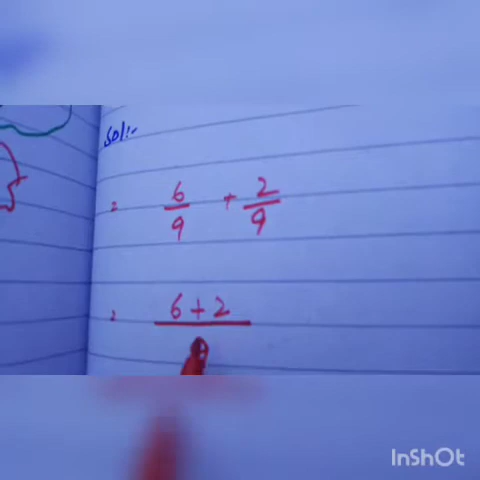 Sol:-
= 6/9 + 2/9
= 6+2
InShOt